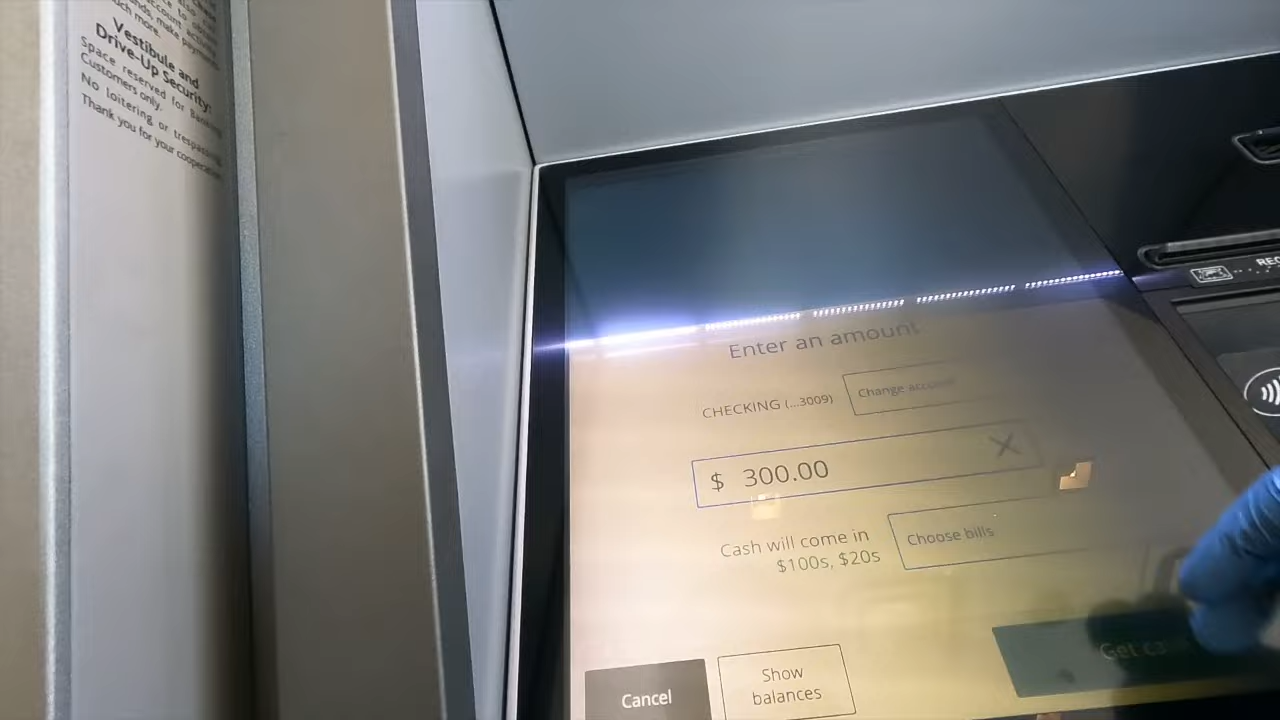 much more.
Vestibule and
Drive-Up Security:
Space reserved for Banking
Customers only.
No loitering or trespassing
Thank you for your cooperation
Enter an amount
CHECKING (...3009)
Change account
$ 300.00
Cash will come in
$100s, $20s
Choose bills
Cancel
Show
balances
Get